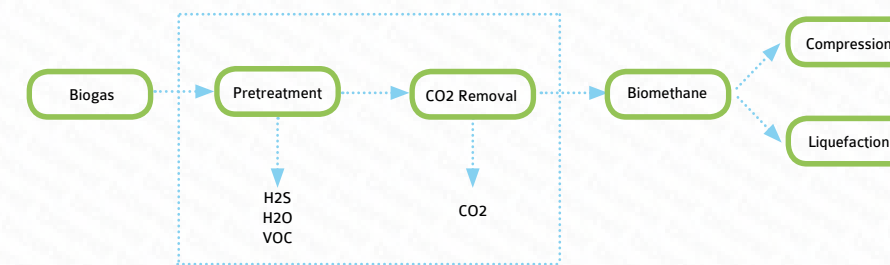 Compression
Biogas
Pretreatment
CO2 Removal
Biomethane
Liquefaction
H2S
H2O
VOC
CO2